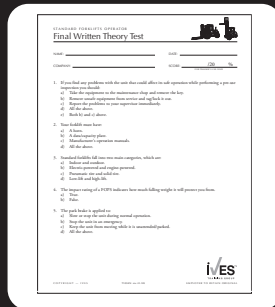 STANDARD FORKLIFTS OPERATOR
Final Written Theory Test
NAME:
DATE:
COMPANY:
SCORE: /26 %
1. If you find any problems with the unit that could affect its safe operation while performing a pre-use
inspection you should:
a) Take the equipment to the maintenance shop and remove the key.
b) Remove unsafe equipment from service and tag/lock it out.
c) Report the problems to your supervisor immediately.
d) All the above.
e) Both b) and c) above.
2. Your forklift must have:
a) A horn.
b) A data/capacity plate.
c) Manufacturer's operator manual.
d) All the above.
3. Standard forklifts fall into two main categories, which are:
a) Indoor and outdoor.
b) Electric-powered and engine-powered.
c) Pneumatic tire and solid tire.
d) Low-lift and high-lift.
4. The impact rating of a FOPS indicates how much falling weight it will protect you from.
a) True.
b) False.
5. The park brake is applied to:
a) Slow or stop the unit during normal operation.
b) Stop the unit in an emergency.
c) Keep the unit from moving while it is unattended/parked.
d) All the above.
IVES